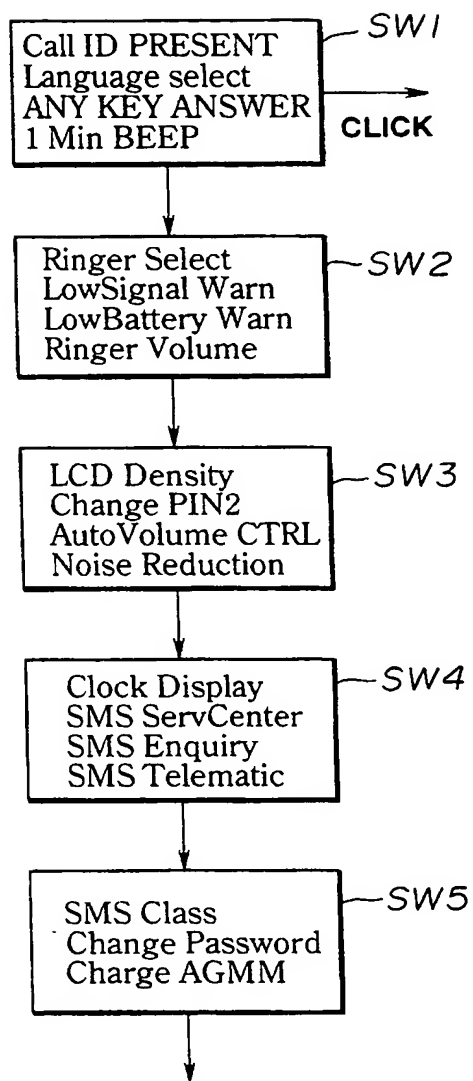 SW1
Call ID PRESENT
Language select
ANY KEY ANSWER
1 Min BEEP
CLICK
SW2
Ringer Select
LowSignal Warn
LowBattery Warn
Ringer Volume
SW3
LCD Density
Change PIN2
AutoVolume CTRL
Noise Reduction
SW4
Clock Display
SMS ServCenter
SMS Enquiry
SMS Telematic
SW5
SMS Class
Change Password
Charge AGMM